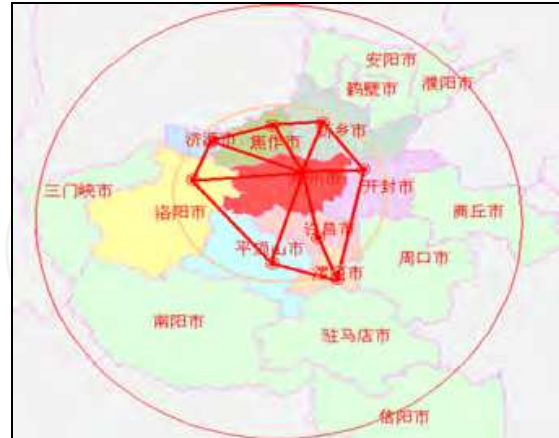 安阳市
鹤壁市
濮阳市
济源市
焦作市
新乡市
三门峡市
州市
开封市
洛阳市
商丘市
许昌市
平顶山市
周口市
漯河市
南阳市
驻马店市
信阳市